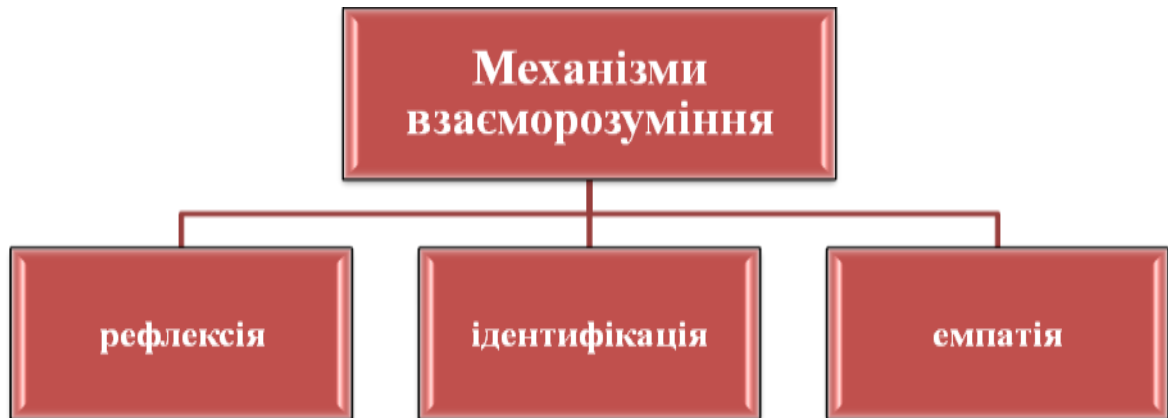 Механізми
взаєморозуміння
рефлексія
ідентифікація
емпатія